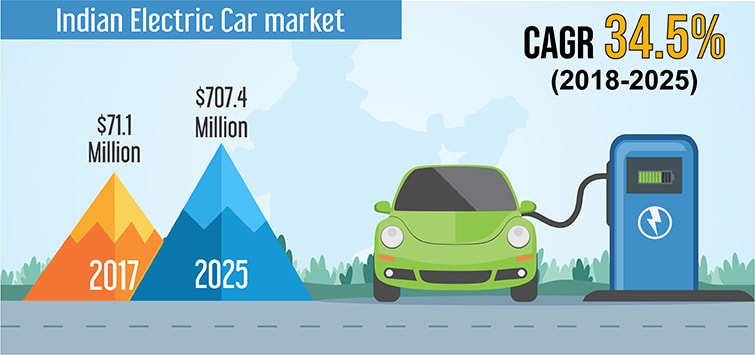 Indian Electric Car market
CAGR 34.5%
(2018-2025)
$71.1
Million
$707.4
Million
2017
2025